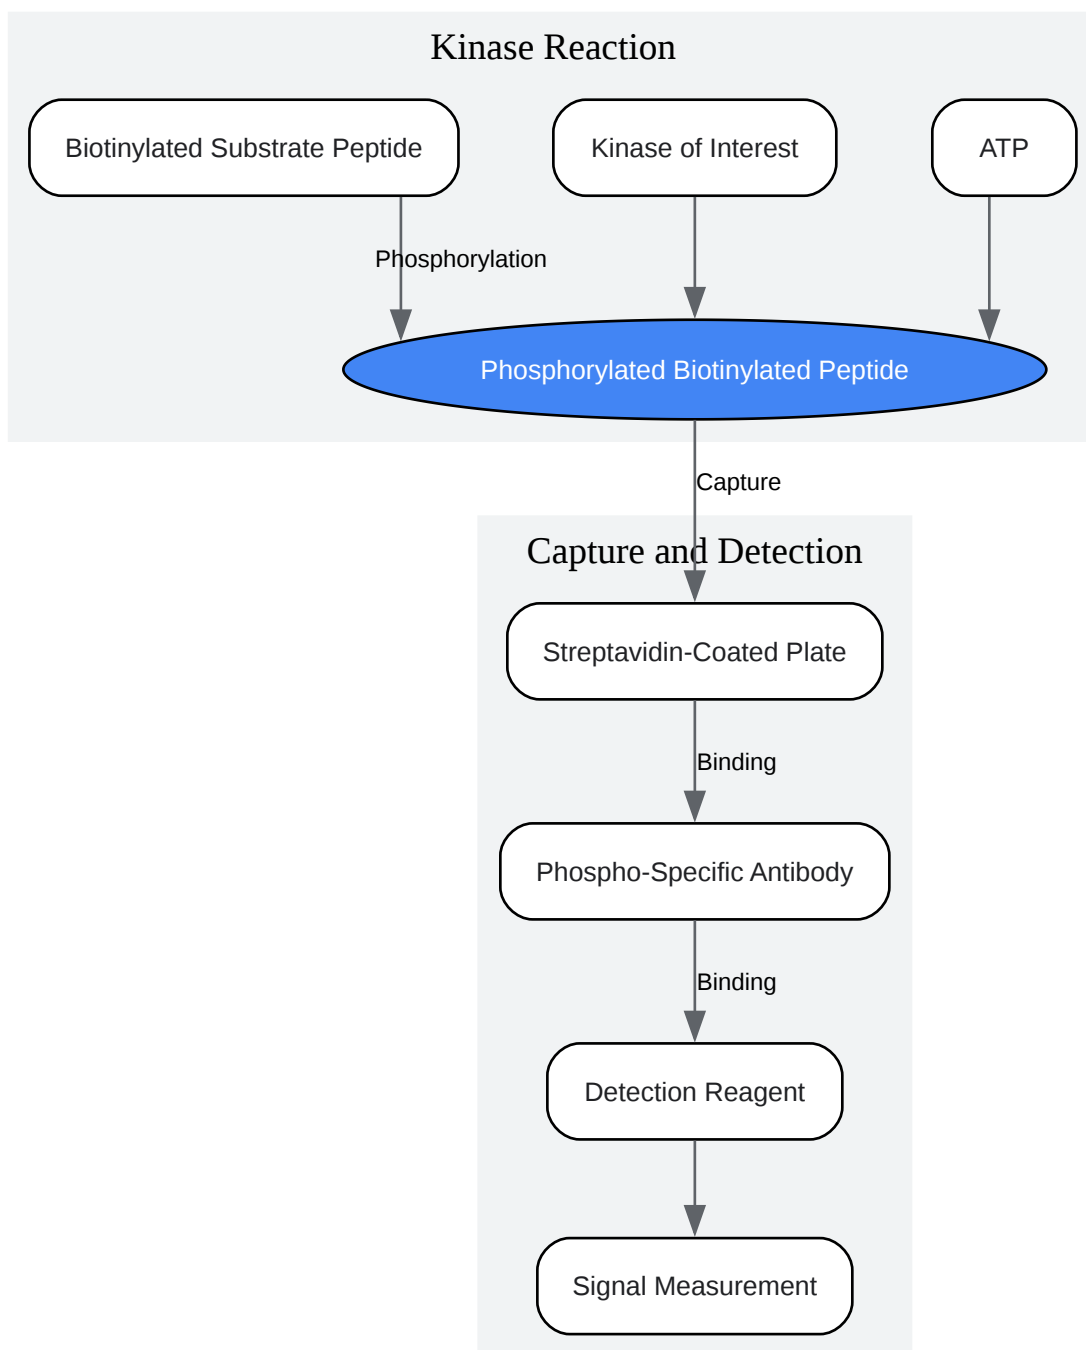 Kinase Reaction
Biotinylated Substrate Peptide
Kinase of Interest
ATP
Phosphorylation
Phosphorylated Biotinylated Peptide
Capture
Capture and Detection
Streptavidin-Coated Plate
Binding
Phospho-Specific Antibody
Binding
Detection Reagent
Signal Measurement